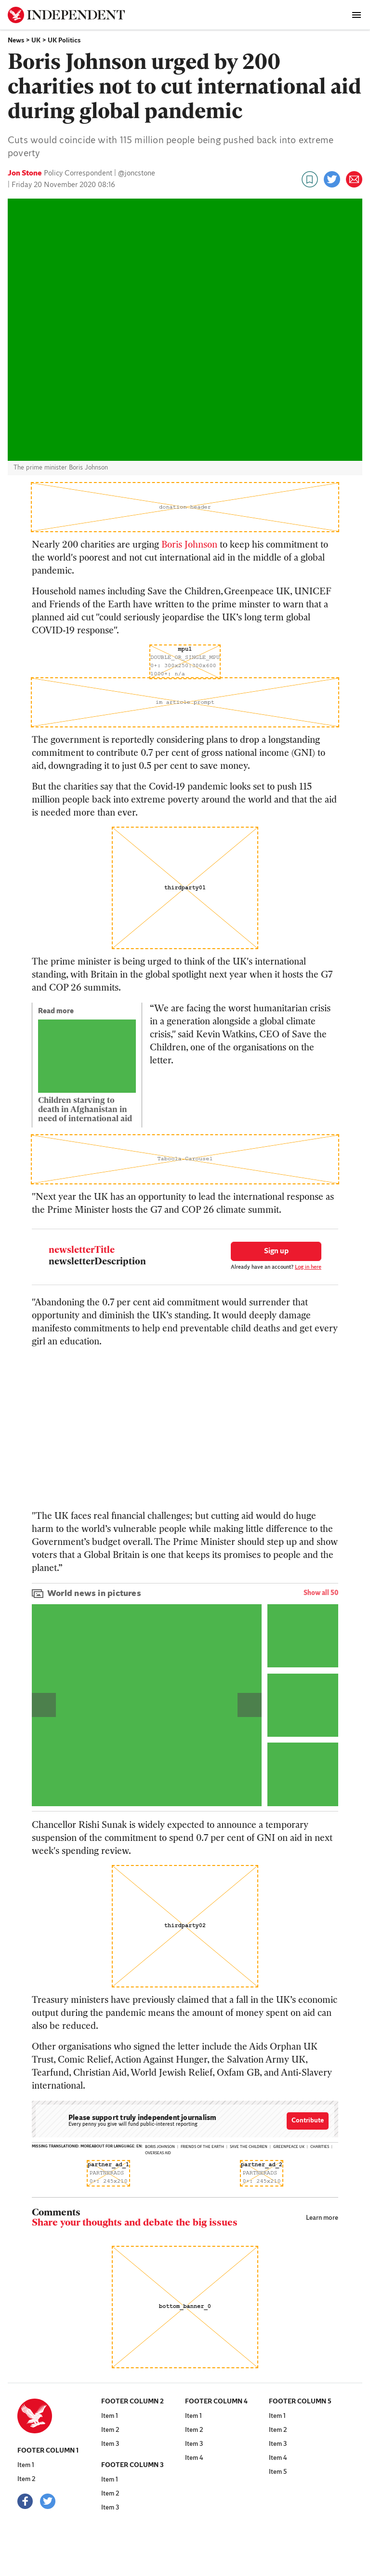 INDEPENDENT
News > UK > UK Politics
Boris Johnson urged by 200
charities not to cut international aid
during global pandemic
Cuts would coincide with 115 million people being pushed back into extreme
poverty
Jon Stone Policy Correspondent | @joncstone
| Friday 20 November 2020 08:16
The prime minister Boris Johnson
donation header
Nearly 200 charities are urging Boris Johnson to keep his commitment to
the world's poorest and not cut international aid in the middle of a global
pandemic.
Household names including Save the Children, Greenpeace UK, UNICEF
and Friends of the Earth have written to the prime minster to warn that a
planned aid cut "could seriously jeopardise the UK's long term global
COVID-19 response".
mpu1
DOUBLE_OR_SINGLE_MPU
0+: 300x250|300x600
1000+: n/a
im article prompt
The government is reportedly considering plans to drop a longstanding
commitment to contribute 0.7 per cent of gross national income (GNI) to
aid, downgrading it to just 0.5 per cent to save money.
But the charities say that the Covid-19 pandemic looks set to push 115
million people back into extreme poverty around the world and that the aid
is needed more than ever.
thirdparty01
The prime minister is being urged to think of the UK's international
standing, with Britain in the global spotlight next year when it hosts the G7
and COP 26 summits.
Read more
Children starving to
death in Afghanistan in
need of international aid
“We are facing the worst humanitarian crisis
in a generation alongside a global climate
crisis," said Kevin Watkins, CEO of Save the
Children, one of the organisations on the
letter.
Taboola Carousel
"Next year the UK has an opportunity to lead the international response as
the Prime Minister hosts the G7 and COP 26 climate summit.
newsletterTitle
newsletterDescription
Sign up
Already have an account? Log in here
"Abandoning the 0.7 per cent aid commitment would surrender that
opportunity and diminish the UK's standing. It would deeply damage
manifesto commitments to help end preventable child deaths and get every
girl an education.
"The UK faces real financial challenges; but cutting aid would do huge
harm to the world’s vulnerable people while making little difference to the
Government’s budget overall. The Prime Minister should step up and show
voters that a Global Britain is one that keeps its promises to people and the
planet.”
World news in pictures
Show all 50
Chancellor Rishi Sunak is widely expected to announce a temporary
suspension of the commitment to spend 0.7 per cent of GNI on aid in next
week's spending review.
thirdparty02
Treasury ministers have previously claimed that a fall in the UK's economic
output during the pandemic means the amount of money spent on aid can
also be reduced.
Other organisations who signed the letter include the Aids Orphan UK
Trust, Comic Relief, Action Against Hunger, the Salvation Army UK,
Tearfund, Christian Aid, World Jewish Relief, Oxfam GB, and Anti-Slavery
international.
Please support truly independent journalism
Every penny you give will fund public-interest reporting
Contribute
MISSING TRANSLATIONID: MOREABOUT FOR LANGUAGE: EN
BORIS JOHNSON | FRIENDS OF THE EARTH | SAVE THE CHILDREN | GREENPEACE UK | CHARITIES |
OVERSEAS AID
partner_ad_1
PARTNERADS
0+: 245x210
partner_ad_2
PARTNERADS
0+: 245x210
Comments
Share your thoughts and debate the big issues
Learn more
bottom_banner_0
FOOTER COLUMN 1
Item 1
Item 2
FOOTER COLUMN 2
Item 1
Item 2
Item 3
FOOTER COLUMN 3
Item 1
Item 2
Item 3
FOOTER COLUMN 4
Item 1
Item 2
Item 3
Item 4
FOOTER COLUMN 5
Item 1
Item 2
Item 3
Item 4
Item 5